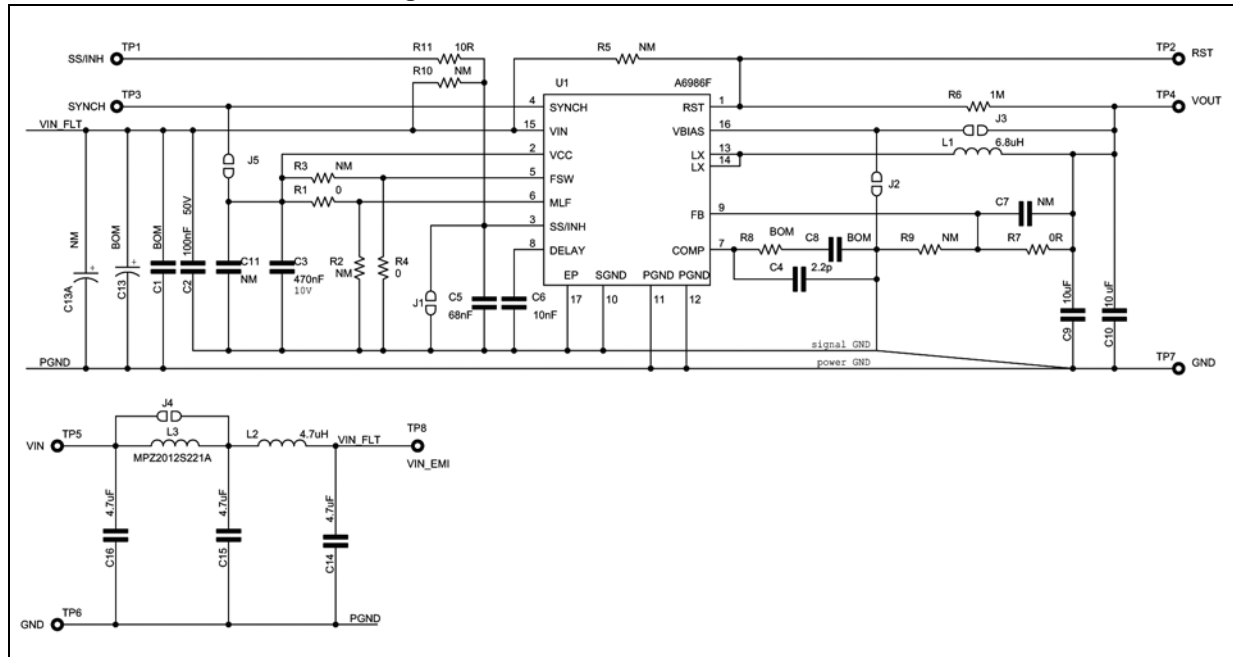 TP1
SS/INH
R11 10R
R10 NM
R5 NM
TP2
RST
TP3
SYNCH
U1 A6986F
4 SYNCH
RST 1
R6 1M
TP4
VOUT
VIN_FLT
15 VIN
VBIAS 16
J3
2 VCC
LX 13
LX 14
L1 6.8uH
J5
R3 NM
5 FSW
J2
R1 0
6 MLF
FB 9
C7 NM
3 SS/INH
8 DELAY
COMP 7
R8 BOM
C8 BOM
R9 NM
R7 0R
C4 2.2p
EP SGND PGND PGND
17 10 11 12
C13A NM
C13 BOM
C1 BOM
C2 100nF 50V
C11
NM
C3
470nF
10V
R2
NM
R4
0
J1
C5
68nF
C6
10nF
C9 10uF
C10 10 uF
signal GND
PGND
power GND
TP7
GND
J4
VIN
TP5
L3
MPZ2012S221A
L2 4.7uH
VIN_FLT
TP8
VIN_EMI
C16 4.7uF
C15 4.7uF
C14 4.7uF
GND
TP6
PGND